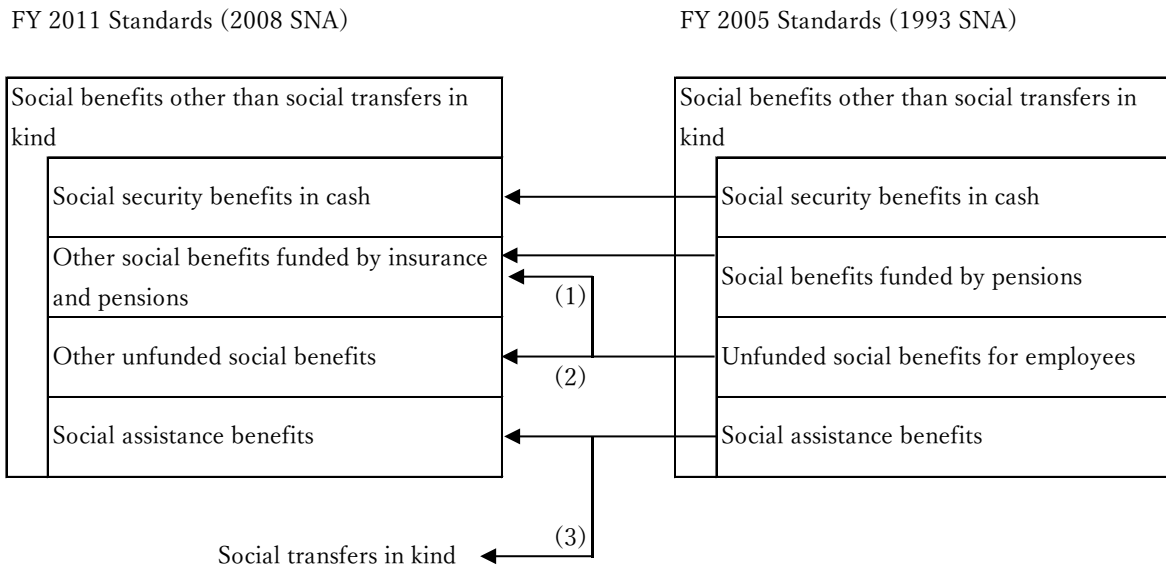 FY 2011 Standards (2008 SNA)
FY 2005 Standards (1993 SNA)
Social benefits other than social transfers in
kind
Social security benefits in cash
Other social benefits funded by insurance
and pensions
Other unfunded social benefits
Social assistance benefits
Social benefits other than social transfers in
kind
Social security benefits in cash
Social benefits funded by pensions
Unfunded social benefits for employees
Social assistance benefits
(1)
(2)
(3)
Social transfers in kind